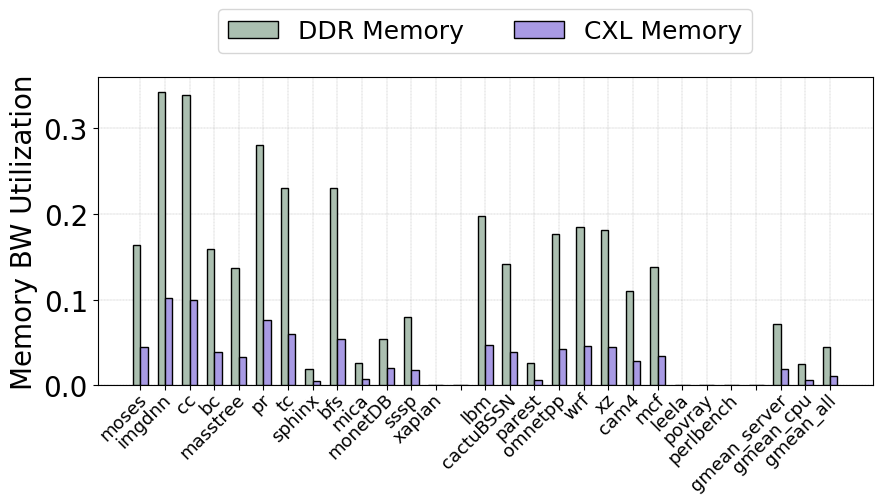 DDR Memory
CXL Memory
Memory BW Utilization
0.3
0.2
0.1
0.0
moses
imgdnn
cc
bc
masstree
pr
tc
sphinx
bfs
mica
monetDB
sssp
xapian
lbm
cactuBSSN
parest
omnetpp
wrf
xz
cam4
mcf
leela
povray
perlbench
gmean_server
gmean_cpu
gmean_all